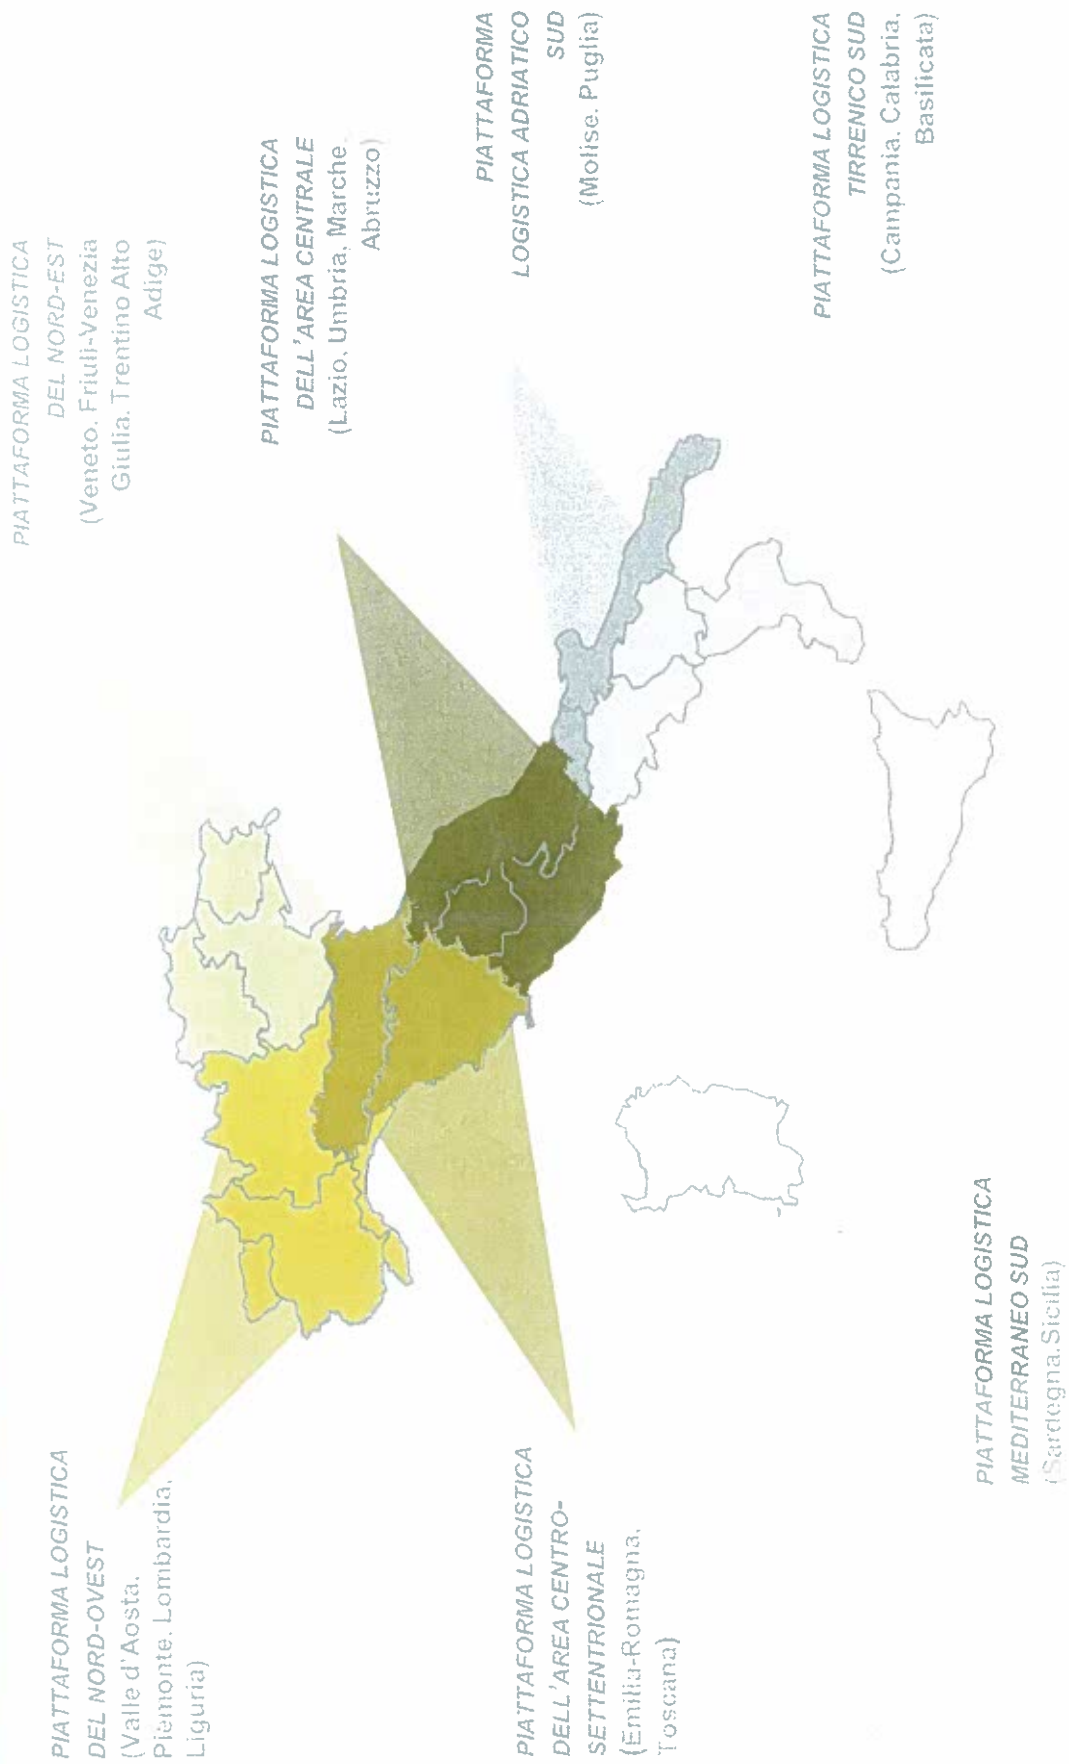 PIATTAFORMA LOGISTICA
DEL NORD-OVEST
(Valle d'Aosta,
Piemonte, Lombardia,
Liguria)
PIATTAFORMA LOGISTICA
DEL NORD-EST
(Veneto, Friuli-Venezia
Giulia, Trentino Alto
Adige)
PIATTAFORMA LOGISTICA
DELL'AREA CENTRALE
(Lazio, Umbria, Marche,
Abruzzo)
PIATTAFORMA LOGISTICA
DELL'AREA CENTRO-
SETTENTRIONALE
(Emilia-Romagna,
Toscana)
PIATTAFORMA
LOGISTICA ADRIATICO
SUD
(Molise, Puglia)
PIATTAFORMA LOGISTICA
TIRRENICO SUD
(Campania, Calabria,
Basilicata)
PIATTAFORMA LOGISTICA
MEDITERRANEO SUD
(Sardegna, Sicilia)